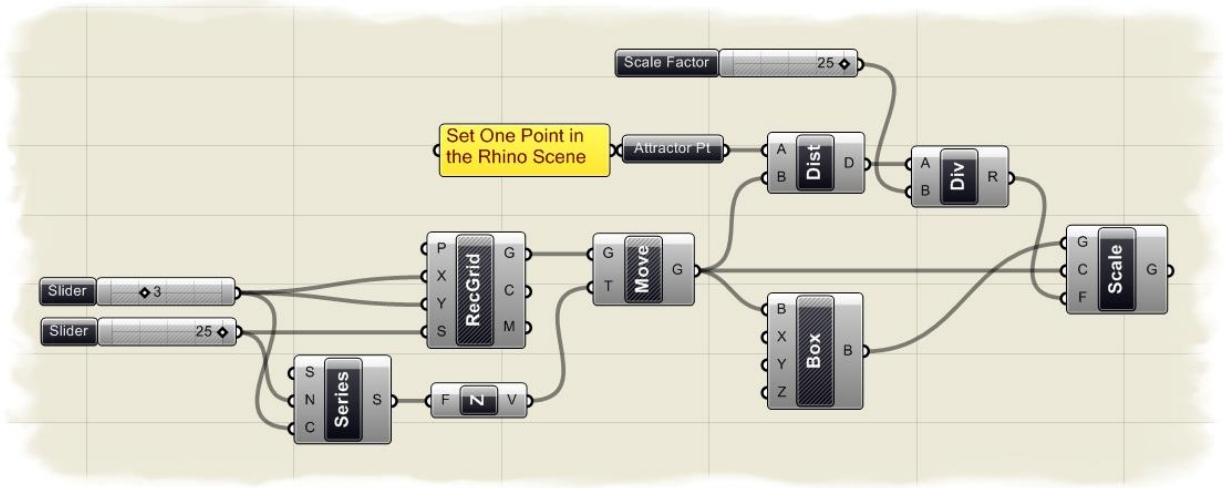 Scale Factor
25
Set One Point in
the Rhino Scene
Attractor Pt
A
B
Dist
D
A
B
Div
R
P
X
Y
S
RecGrid
G
C
M
G
T
Move
G
G
C
F
Scale
G
Slider
3
Slider
25
S
N
C
Series
S
F
Z
V
B
X
Y
Z
Box
B